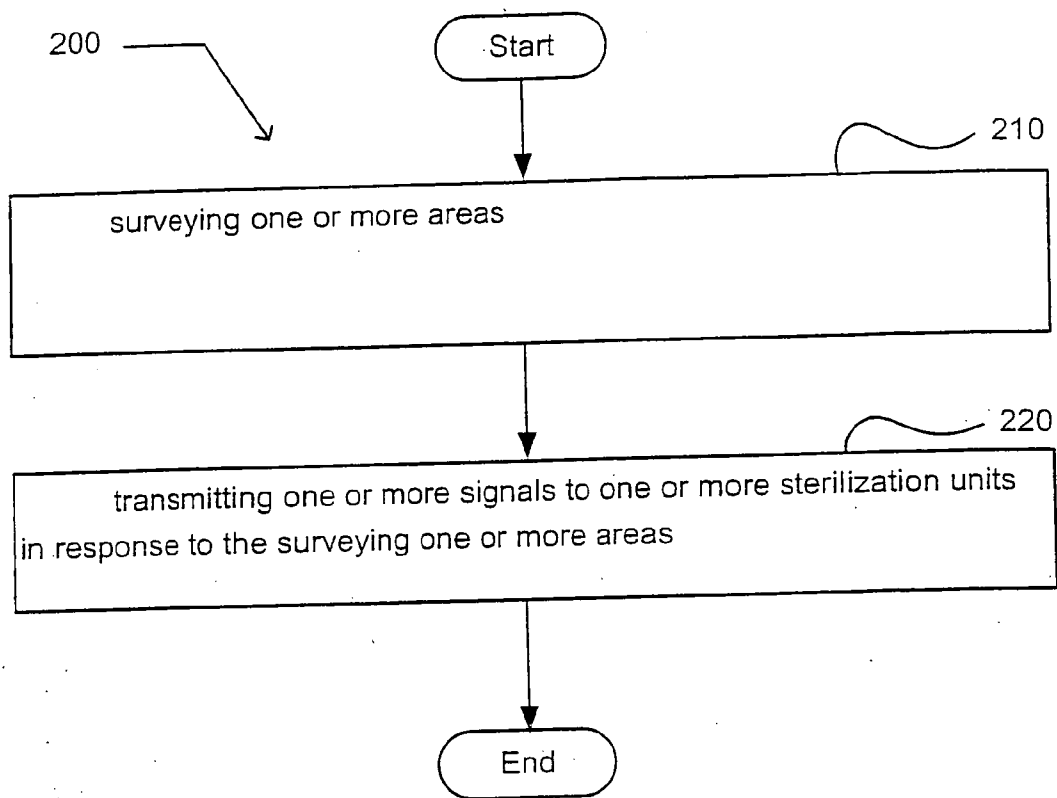 200
Start
210
surveying one or more areas
220
transmitting one or more signals to one or more sterilization units
in response to the surveying one or more areas
End